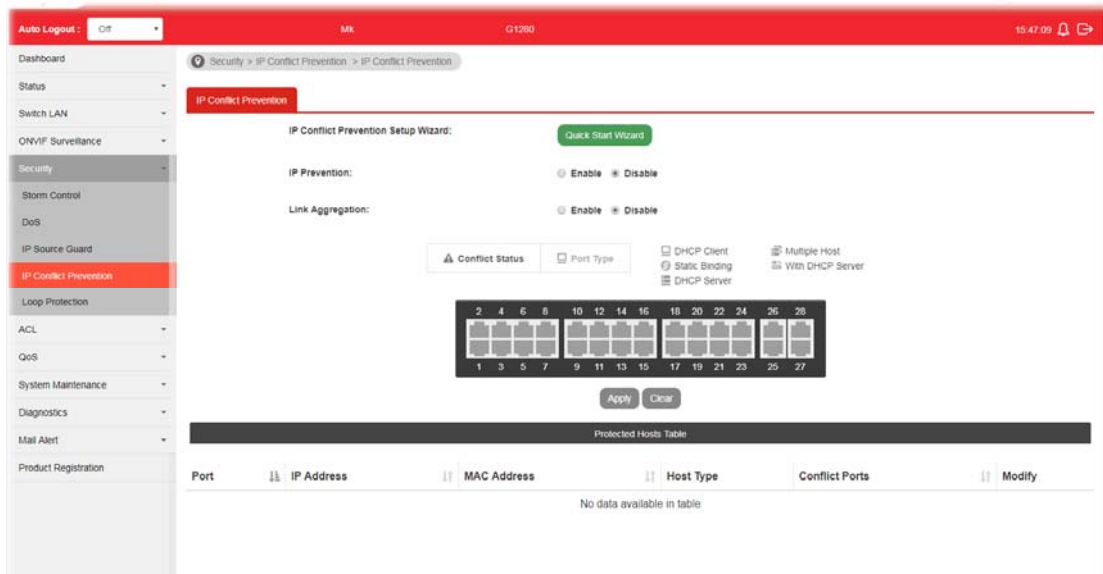 Auto Logout : Off Mk G1280 15:47:09
Dashboard
Status
Switch LAN
ONVIF Surveillance
Security
Storm Control
DoS
IP Source Guard
IP Conflict Prevention
Loop Protection
ACL
QoS
System Maintenance
Diagnostics
Mail Alert
Product Registration
Security > IP Conflict Prevention > IP Conflict Prevention
IP Conflict Prevention
IP Conflict Prevention Setup Wizard: Quick Start Wizard
IP Prevention: Enable Disable
Link Aggregation: Enable Disable
Conflict Status Port Type
DHCP Client Multiple Host
Static Binding With DHCP Server
DHCP Server
2 4 6 8 10 12 14 16 18 20 22 24 26 28
1 3 5 7 9 11 13 15 17 19 21 23 25 27
Apply Clear
Protected Hosts Table
Port IP Address MAC Address Host Type Conflict Ports Modify
No data available in table